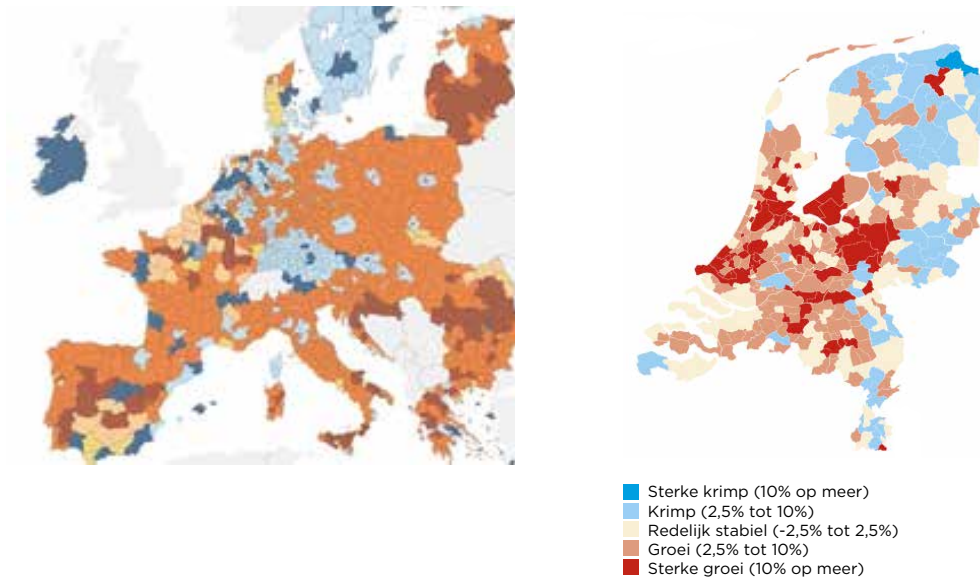 Sterke krimp (10% op meer)
Krimp (2,5% tot 10%)
Redelijk stabiel (-2,5% tot 2,5%)
Groei (2,5% tot 10%)
Sterke groei (10% op meer)